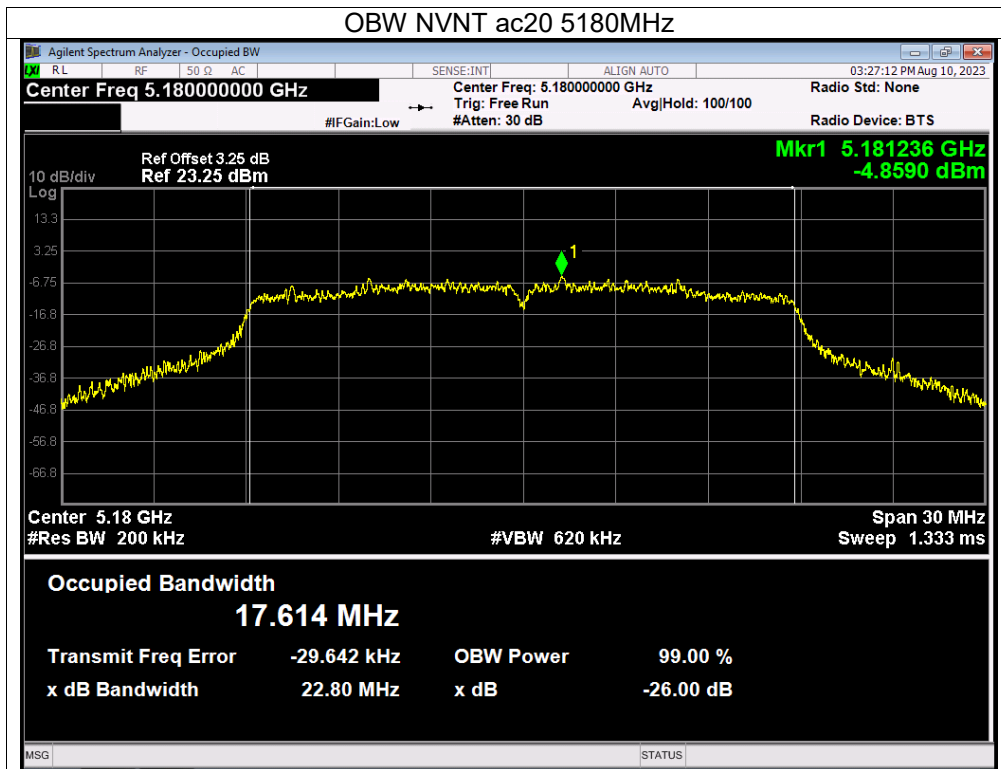 OBW NVNT ac20 5180MHz
Agilent Spectrum Analyzer - Occupied BW
LXI RL RF 50 Ω AC SENSE:INT ALIGN AUTO 03:27:12 PM Aug 10, 2023
Center Freq 5.180000000 GHz Center Freq: 5.180000000 GHz Radio Std: None
Trig: Free Run Avg|Hold: 100/100
#IFGain:Low #Atten: 30 dB Radio Device: BTS
Mkr1 5.181236 GHz
-4.8590 dBm
Ref Offset 3.25 dB
10 dB/div Ref 23.25 dBm
Log
13.3
3.25
1
-6.75
-16.8
-26.8
-36.8
-46.8
-56.8
-66.8
Center 5.18 GHz Span 30 MHz
#Res BW 200 kHz #VBW 620 kHz Sweep 1.333 ms
Occupied Bandwidth
17.614 MHz
Transmit Freq Error -29.642 kHz OBW Power 99.00 %
x dB Bandwidth 22.80 MHz x dB -26.00 dB
MSG STATUS